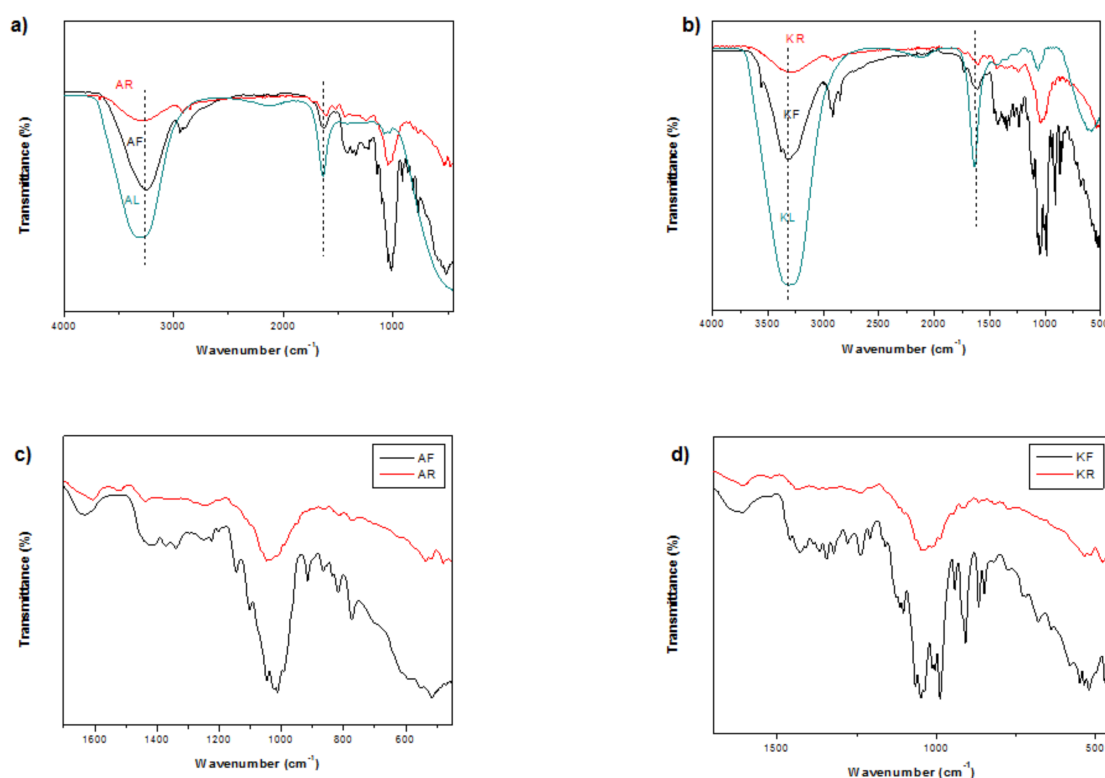 a)
AR
AF
AL
Transmittance (%)
4000 3000 2000 1000
Wavenumber (cm⁻¹)
b)
KR
KF
KL
Transmittance (%)
4000 3500 3000 2500 2000 1500 1000 500
Wavenumber (cm⁻¹)
c)
AF
AR
Transmittance (%)
1600 1400 1200 1000 800 600
Wavenumber (cm⁻¹)
d)
KF
KR
Transmittance (%)
1500 1000 500
Wavenumber (cm⁻¹)